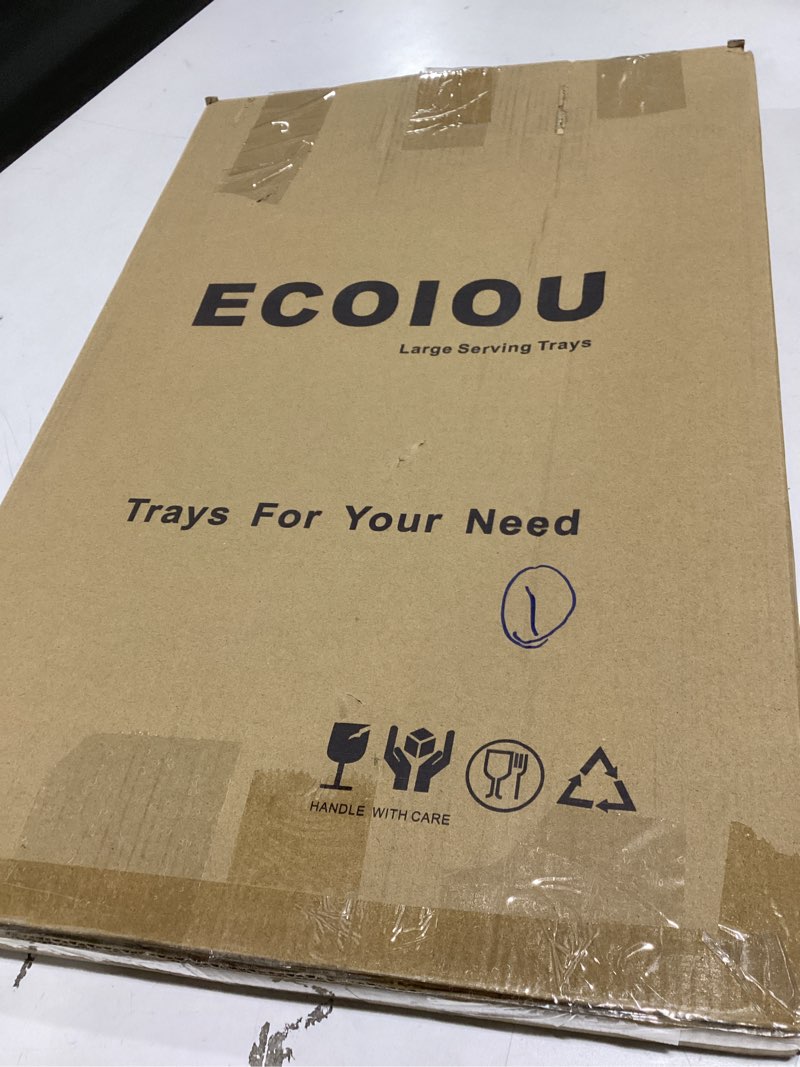 ECOIOU
Large Serving Trays
Trays For Your Need
1
HANDLE WITH CARE